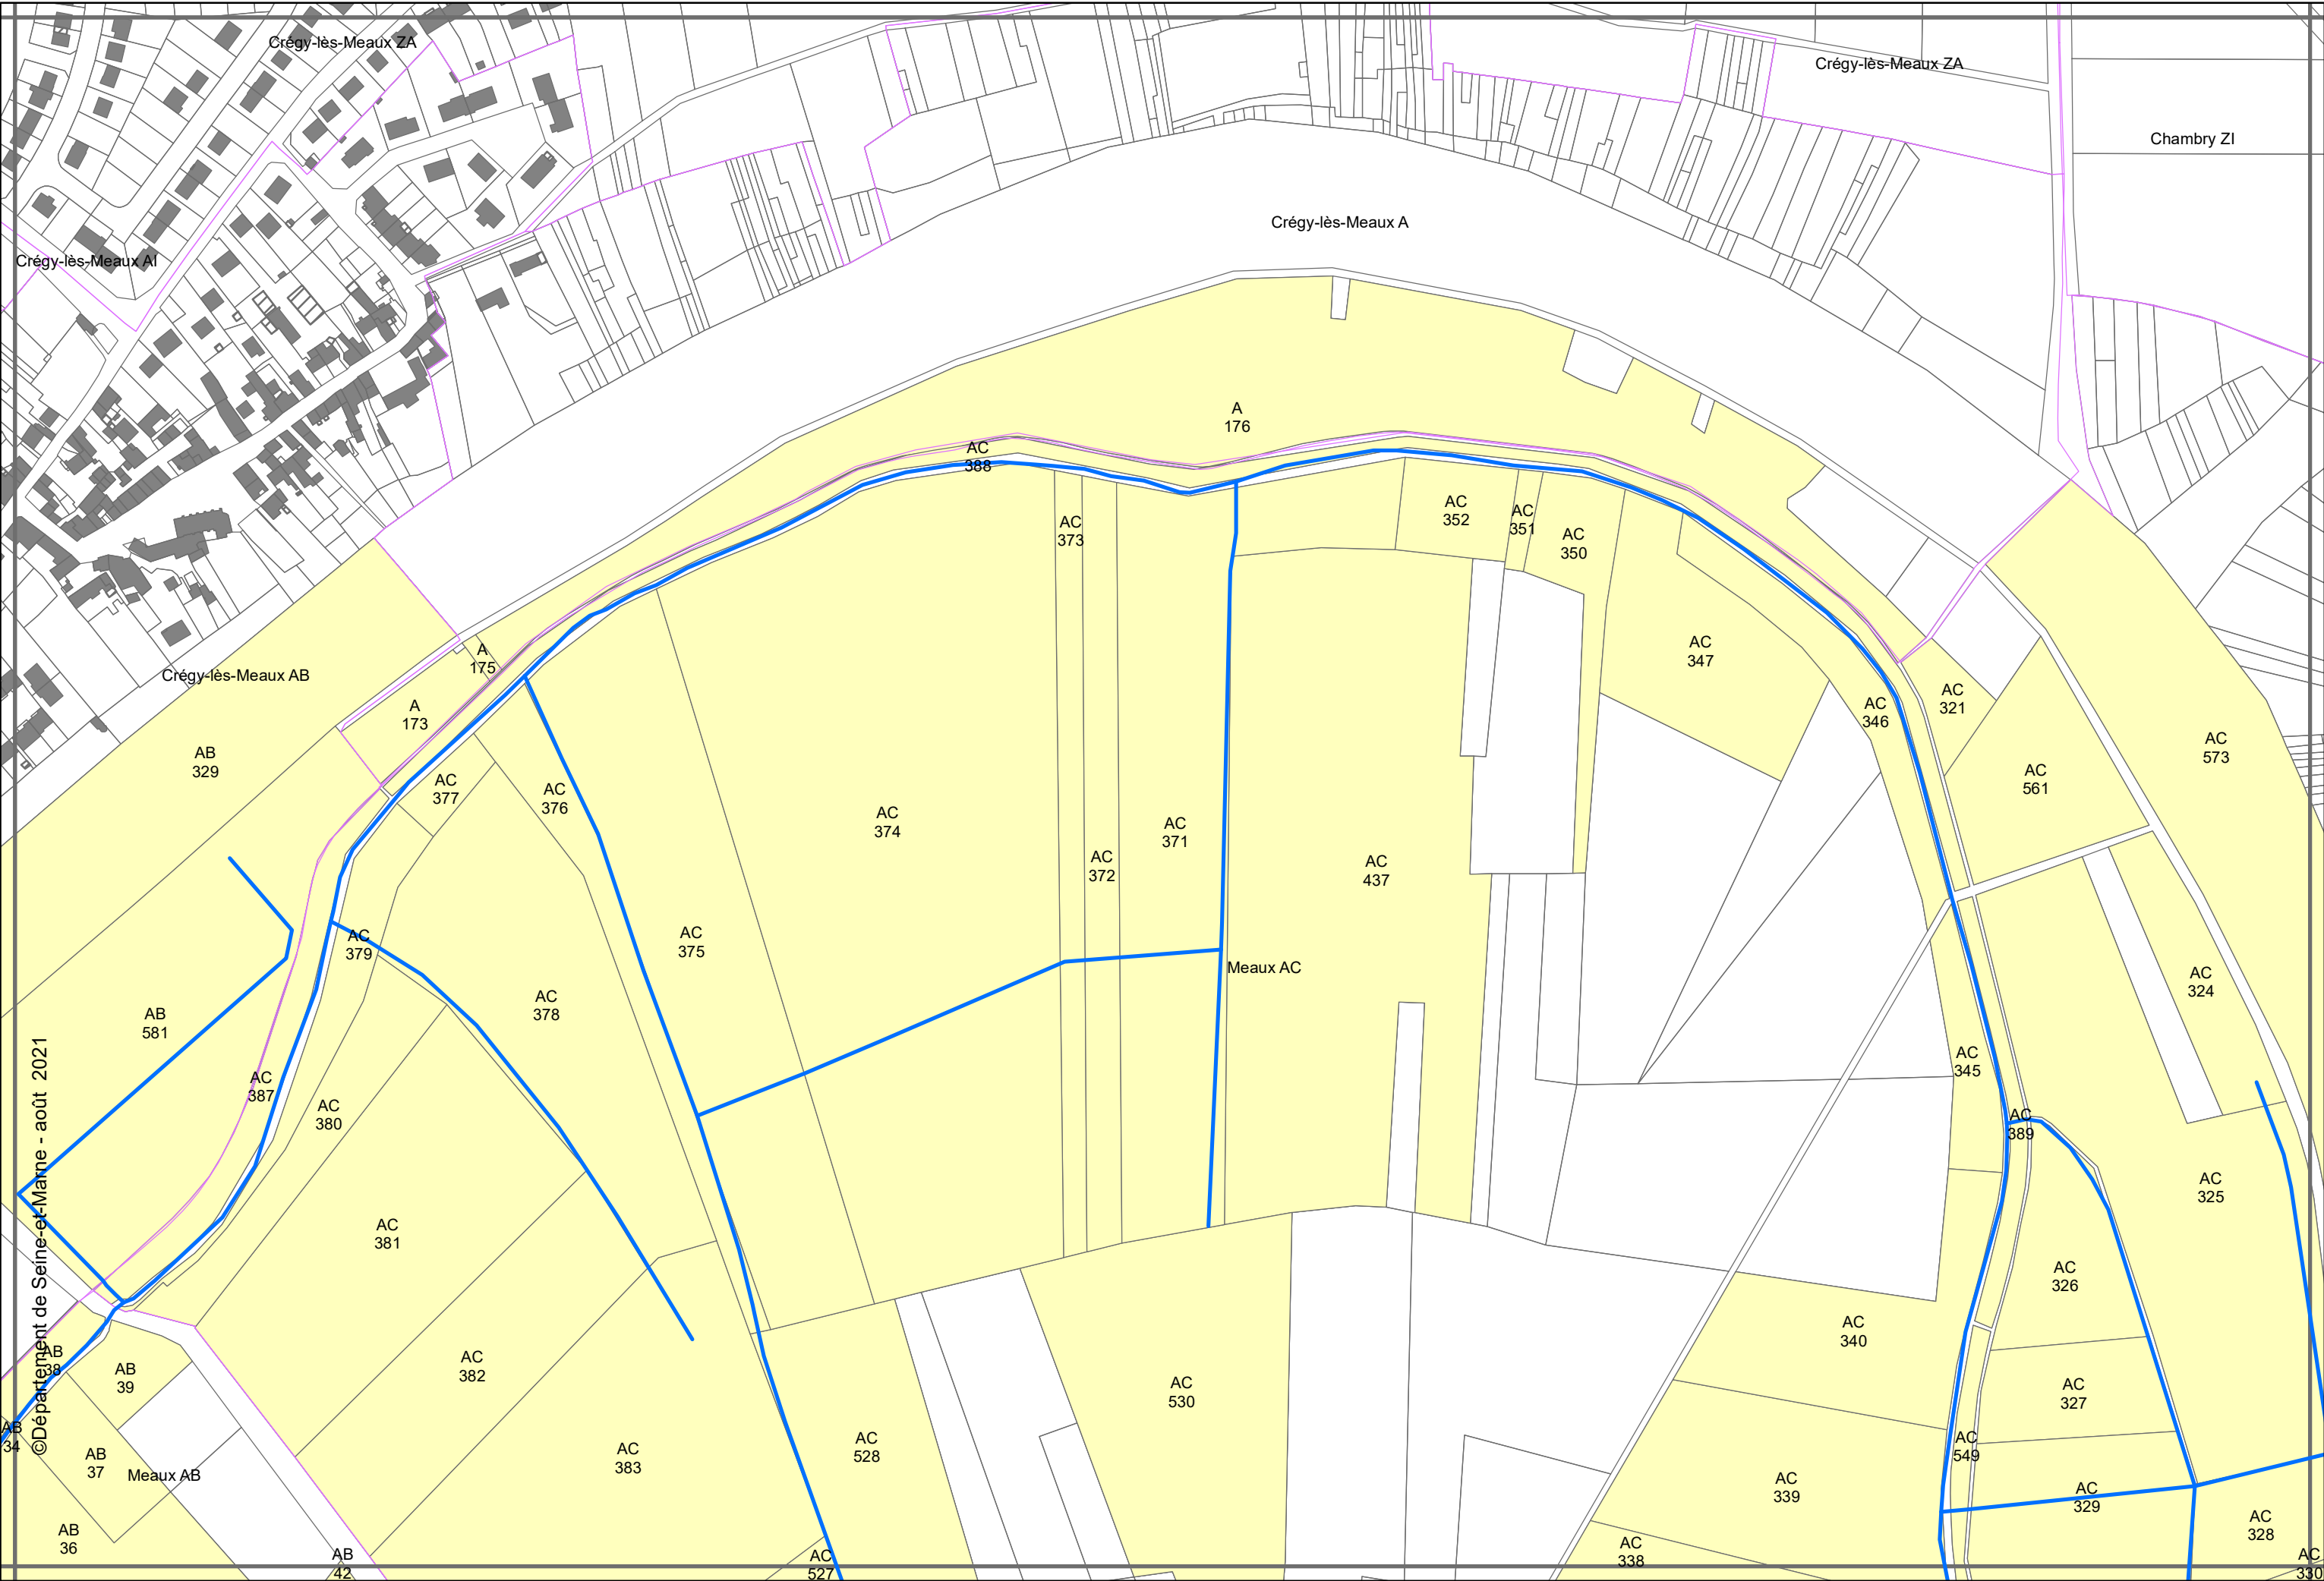 Crégy-lès-Meaux ZA
Crégy-lès-Meaux ZA
Chambry ZI
Crégy-lès-Meaux A
Crégy-lès-Meaux AI
A
176
AC
388
AC
373
AC
352
AC
351
AC
350
A
175
AC
347
Crégy-lès-Meaux AB
A
173
AC
346
AC
321
AB
329
AC
573
AC
377
AC
376
AC
561
AC
374
AC
371
AC
372
AC
437
AC
379
AC
375
Meaux AC
AC
324
AC
378
AB
581
AC
345
AC
387
AC
380
AC
389
AC
325
AC
381
AC
326
AC
340
AB
38
AB
39
AC
382
AC
530
AC
327
AB
34
©Département de Seine-et-Marne - août 2021
AB
37
Meaux AB
AC
383
AC
528
AC
549
AC
339
AC
329
AC
328
AB
36
AB
42
AC
527
AC
338
AC
330